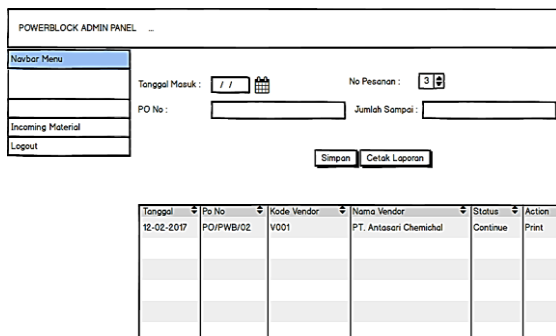 POWERBLOCK ADMIN PANEL ...
Navbar Menu
Incoming Material
Logout
Tanggal Masuk : / / No Pesanan : 3
PO No : Jumlah Sampai :
Simpan Cetak Laporan
Tanggal Po No Kode Vendor Nama Vendor Status Action
12-02-2017 PO/PWB/02 V001 PT. Antasari Chemichal Continue Print